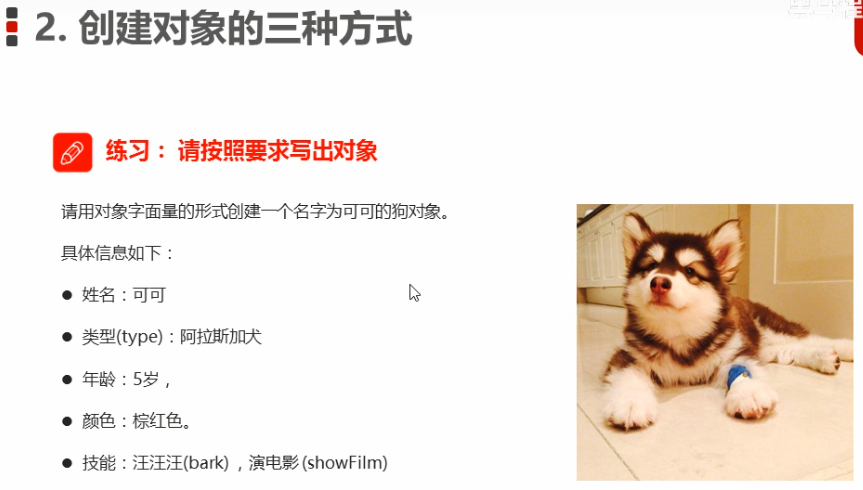 2. 创建对象的三种方式
练习： 请按照要求写出对象
请用对象字面量的形式创建一个名字为可可的狗对象。
具体信息如下：
姓名：可可
类型(type)：阿拉斯加犬
年龄：5岁，
颜色：棕红色。
技能：汪汪汪(bark) ，演电影 (showFilm)